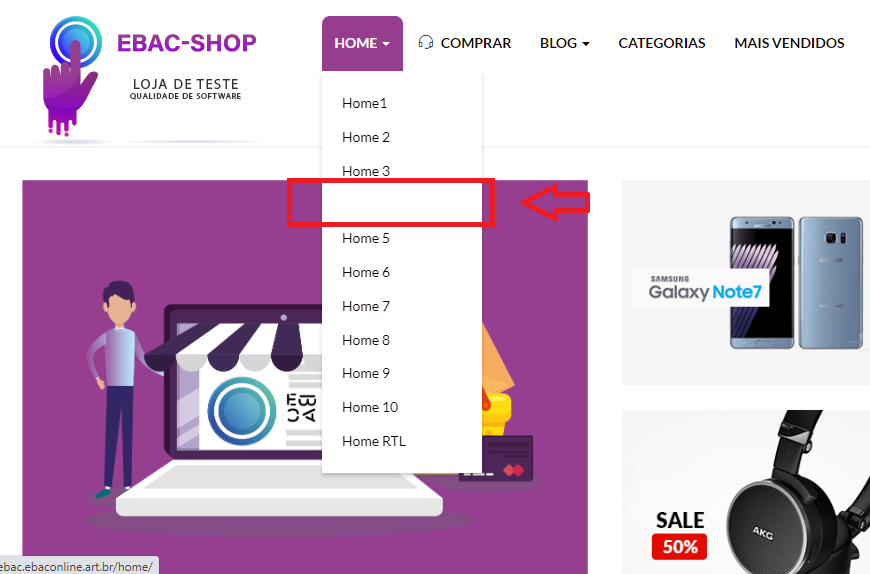 EBAC-SHOP
LOJA DE TESTE
QUALIDADE DE SOFTWARE
HOME
COMPRAR
BLOG
CATEGORIAS
MAIS VENDIDOS
Home1
Home 2
Home 3
Home 5
Home 6
Home 7
Home 8
Home 9
Home 10
Home RTL
SAMSUNG
Galaxy Note7
AKG
SALE
50%
ebac.ebaconline.art.br/home/